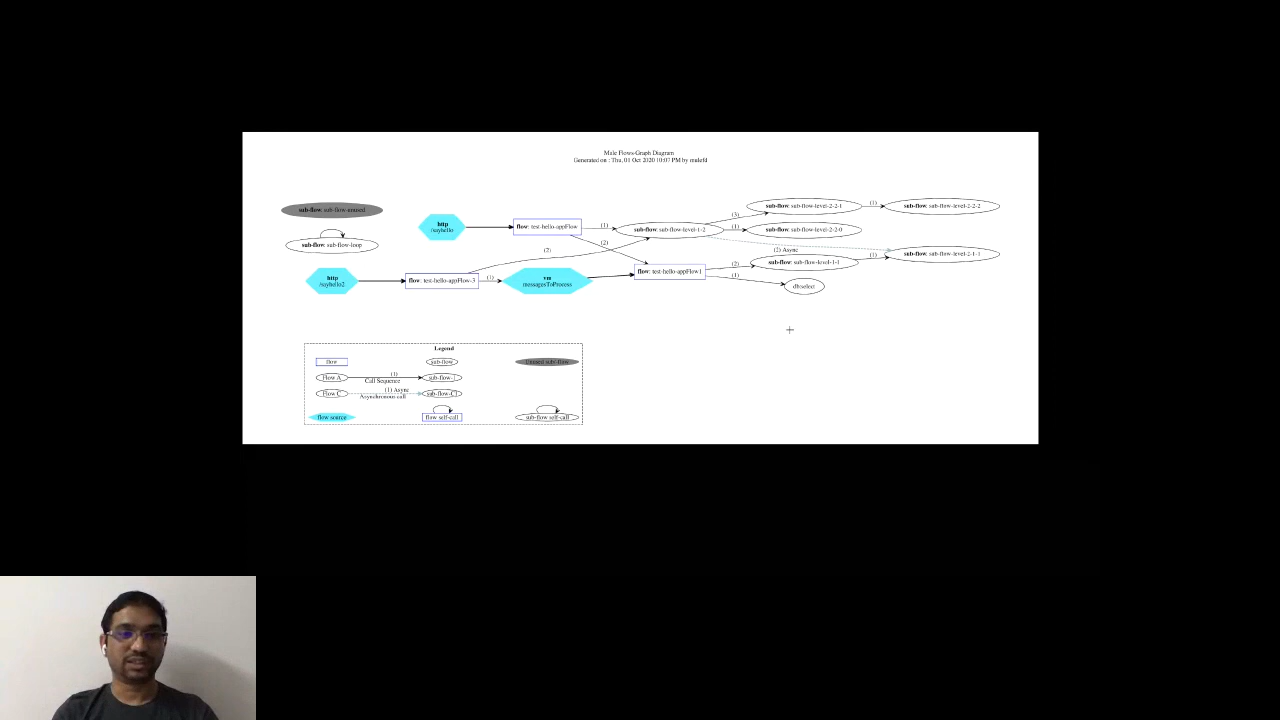 Mule Flows-Graph Diagram
Generated on : Thu, 01 Oct 2020 10:07 PM by mulefd
sub-flow: sub-flow-unused
sub-flow: sub-flow-loop
http
/sayhello
flow: test-hello-appFlow
(1)
sub-flow: sub-flow-level-1-2
(3)
sub-flow: sub-flow-level-2-2-1
(1)
sub-flow: sub-flow-level-2-2-2
(1)
sub-flow: sub-flow-level-2-2-0
(2)
(2)
(2) Async
http
/sayhello2
flow: test-hello-appFlow-3
(1)
vm
messagesToProcess
flow: test-hello-appFlow1
(2)
sub-flow: sub-flow-level-1-1
(1)
sub-flow: sub-flow-level-2-1-1
(1)
db:select
Legend
flow
sub-flow
Unused sub-flow
Flow A
(1)
Call Sequence
sub-flow-1
Flow C
(1) Async
Asynchronous call
sub-flow-C1
flow source
flow self-call
sub-flow self-call